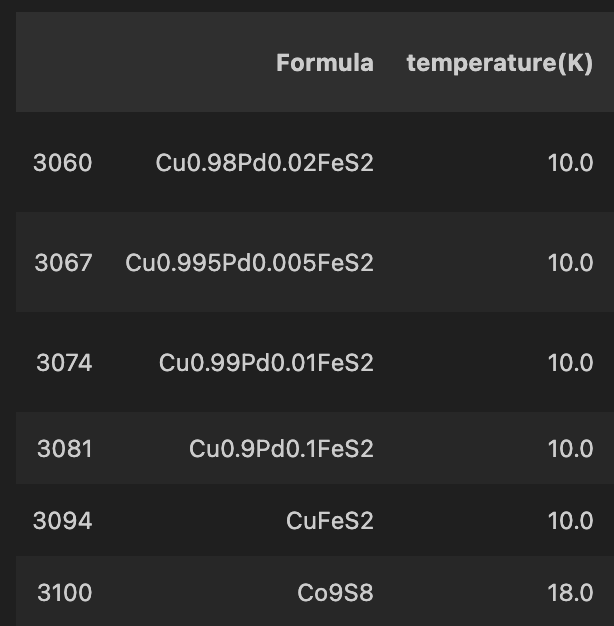 Formula temperature(K)
3060 Cu0.98Pd0.02FeS2 10.0
3067 Cu0.995Pd0.005FeS2 10.0
3074 Cu0.99Pd0.01FeS2 10.0
3081 Cu0.9Pd0.1FeS2 10.0
3094 CuFeS2 10.0
3100 Co9S8 18.0